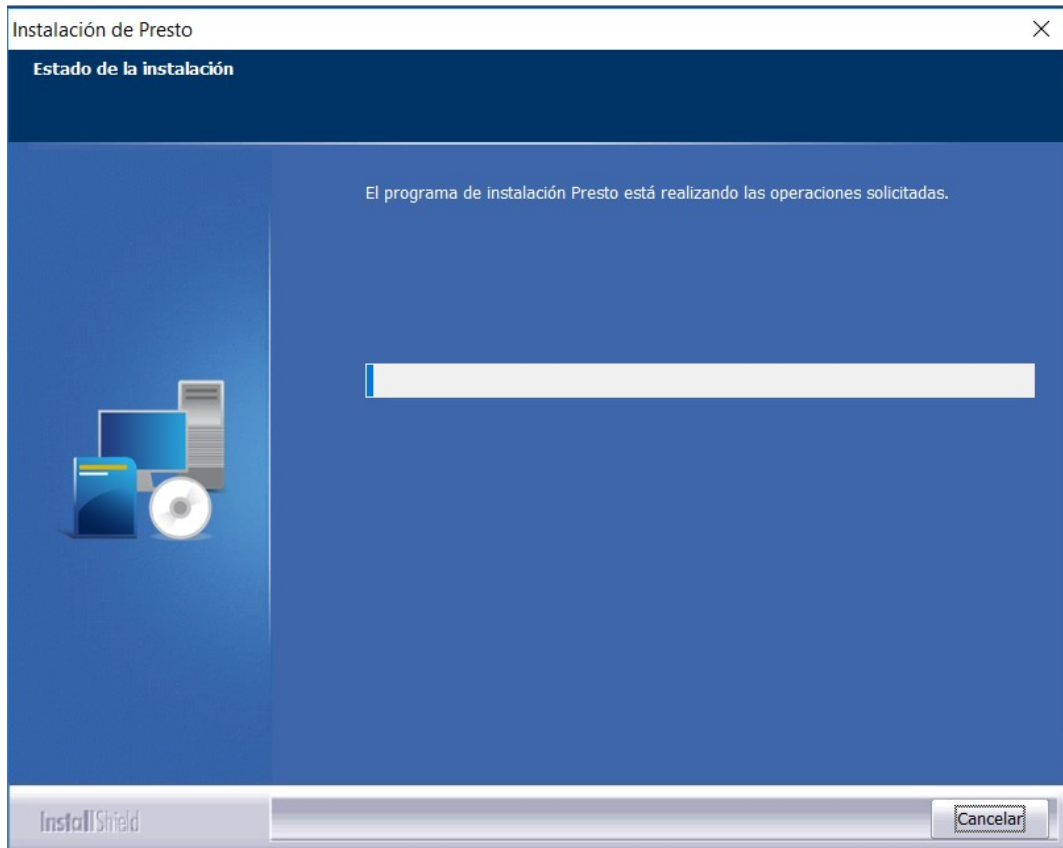 Instalación de Presto
Estado de la instalación
El programa de instalación Presto está realizando las operaciones solicitadas.
InstallShield
Cancelar